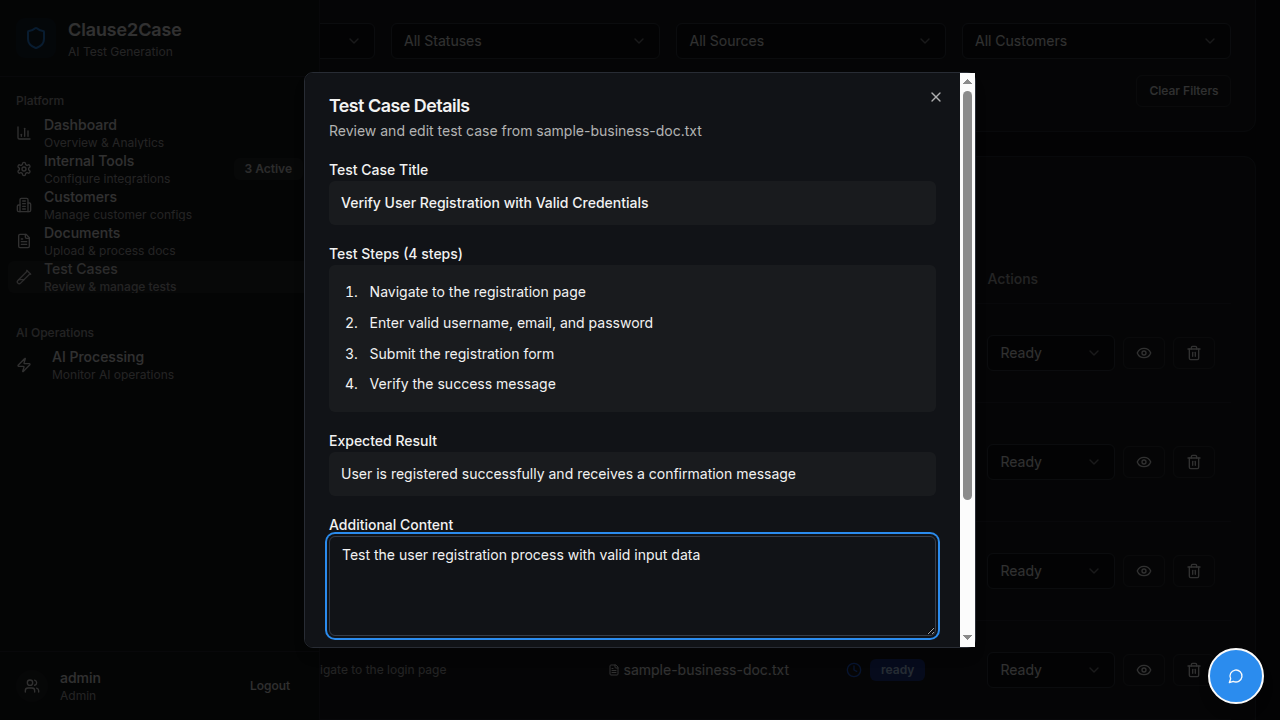 Clause2Case
AI Test Generation
Platform
Dashboard
Overview & Analytics
Internal Tools
Configure integrations
3 Active
Customers
Manage customer configs
Documents
Upload & process docs
Test Cases
Review & manage tests
AI Operations
AI Processing
Monitor AI operations
admin
Admin
Logout
All Statuses
All Sources
All Customers
Clear Filters
Test Case Details
Review and edit test case from sample-business-doc.txt
Test Case Title
Verify User Registration with Valid Credentials
Test Steps (4 steps)
1. Navigate to the registration page
2. Enter valid username, email, and password
3. Submit the registration form
4. Verify the success message
Expected Result
User is registered successfully and receives a confirmation message
Additional Content
Test the user registration process with valid input data
Actions
Ready
Ready
Ready
igate to the login page
sample-business-doc.txt
ready
Ready